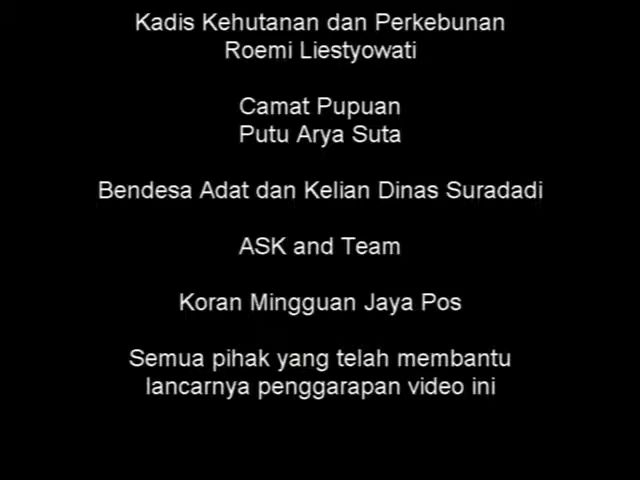 Kadis Kehutanan dan Perkebunan
Roemi Liestyowati
Camat Pupuan
Putu Arya Suta
Bendesa Adat dan Kelian Dinas Suradadi
ASK and Team
Koran Mingguan Jaya Pos
Semua pihak yang telah membantu
lancarnya penggarapan video ini